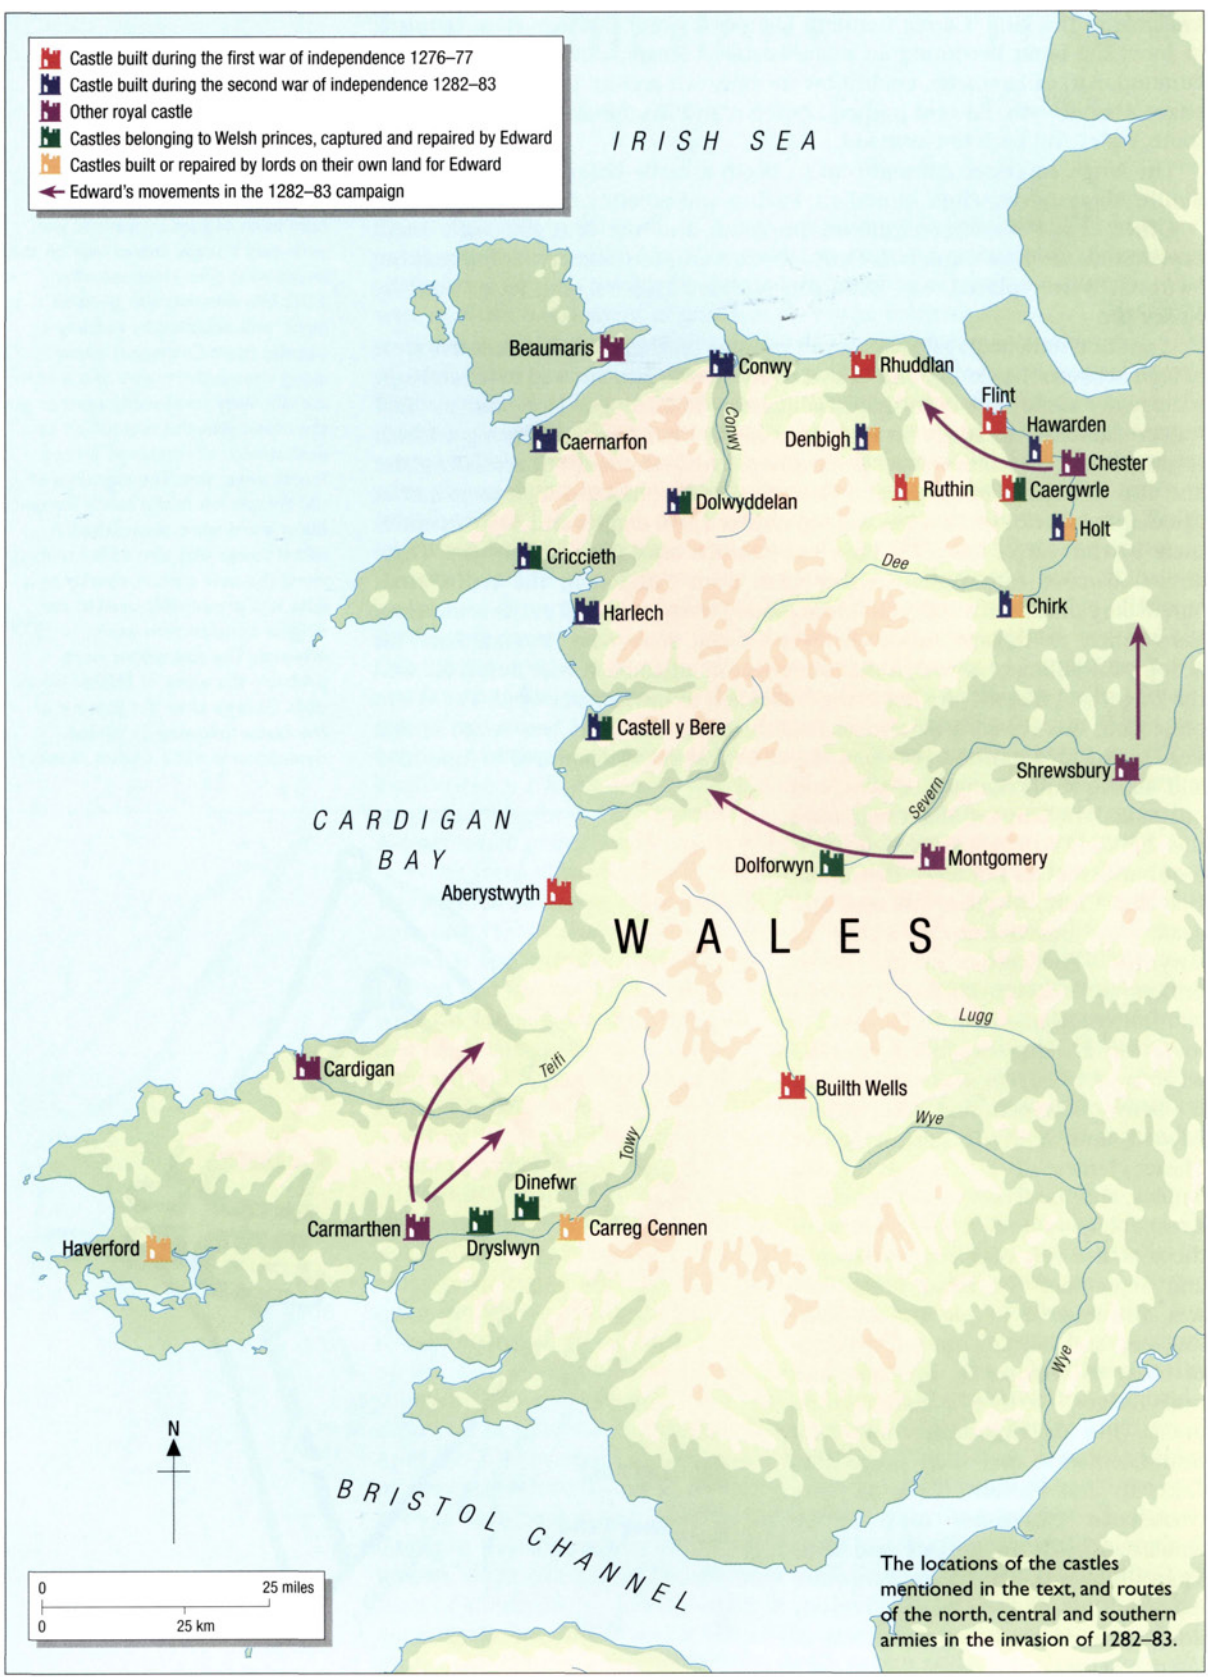 Castle built during the first war of independence 1276–77
Castle built during the second war of independence 1282–83
Other royal castle
Castles belonging to Welsh princes, captured and repaired by Edward
Castles built or repaired by lords on their own land for Edward
Edward's movements in the 1282–83 campaign
IRISH SEA
Beaumaris
Conwy
Rhuddlan
Flint
Hawarden
Chester
Caernarfon
Conwy
Denbigh
Ruthin
Caergwrle
Dolwyddelan
Holt
Criccieth
Dee
Harlech
Chirk
Castell y Bere
Shrewsbury
Severn
CARDIGAN
BAY
Dolforwyn
Montgomery
Aberystwyth
WALES
Lugg
Cardigan
Teifi
Builth Wells
Wye
Towy
Dinefwr
Carmarthen
Dryslwyn
Carreg Cennen
Haverford
Wye
N
BRISTOL CHANNEL
0
25 miles
0
25 km
The locations of the castles
mentioned in the text, and routes
of the north, central and southern
armies in the invasion of 1282–83.